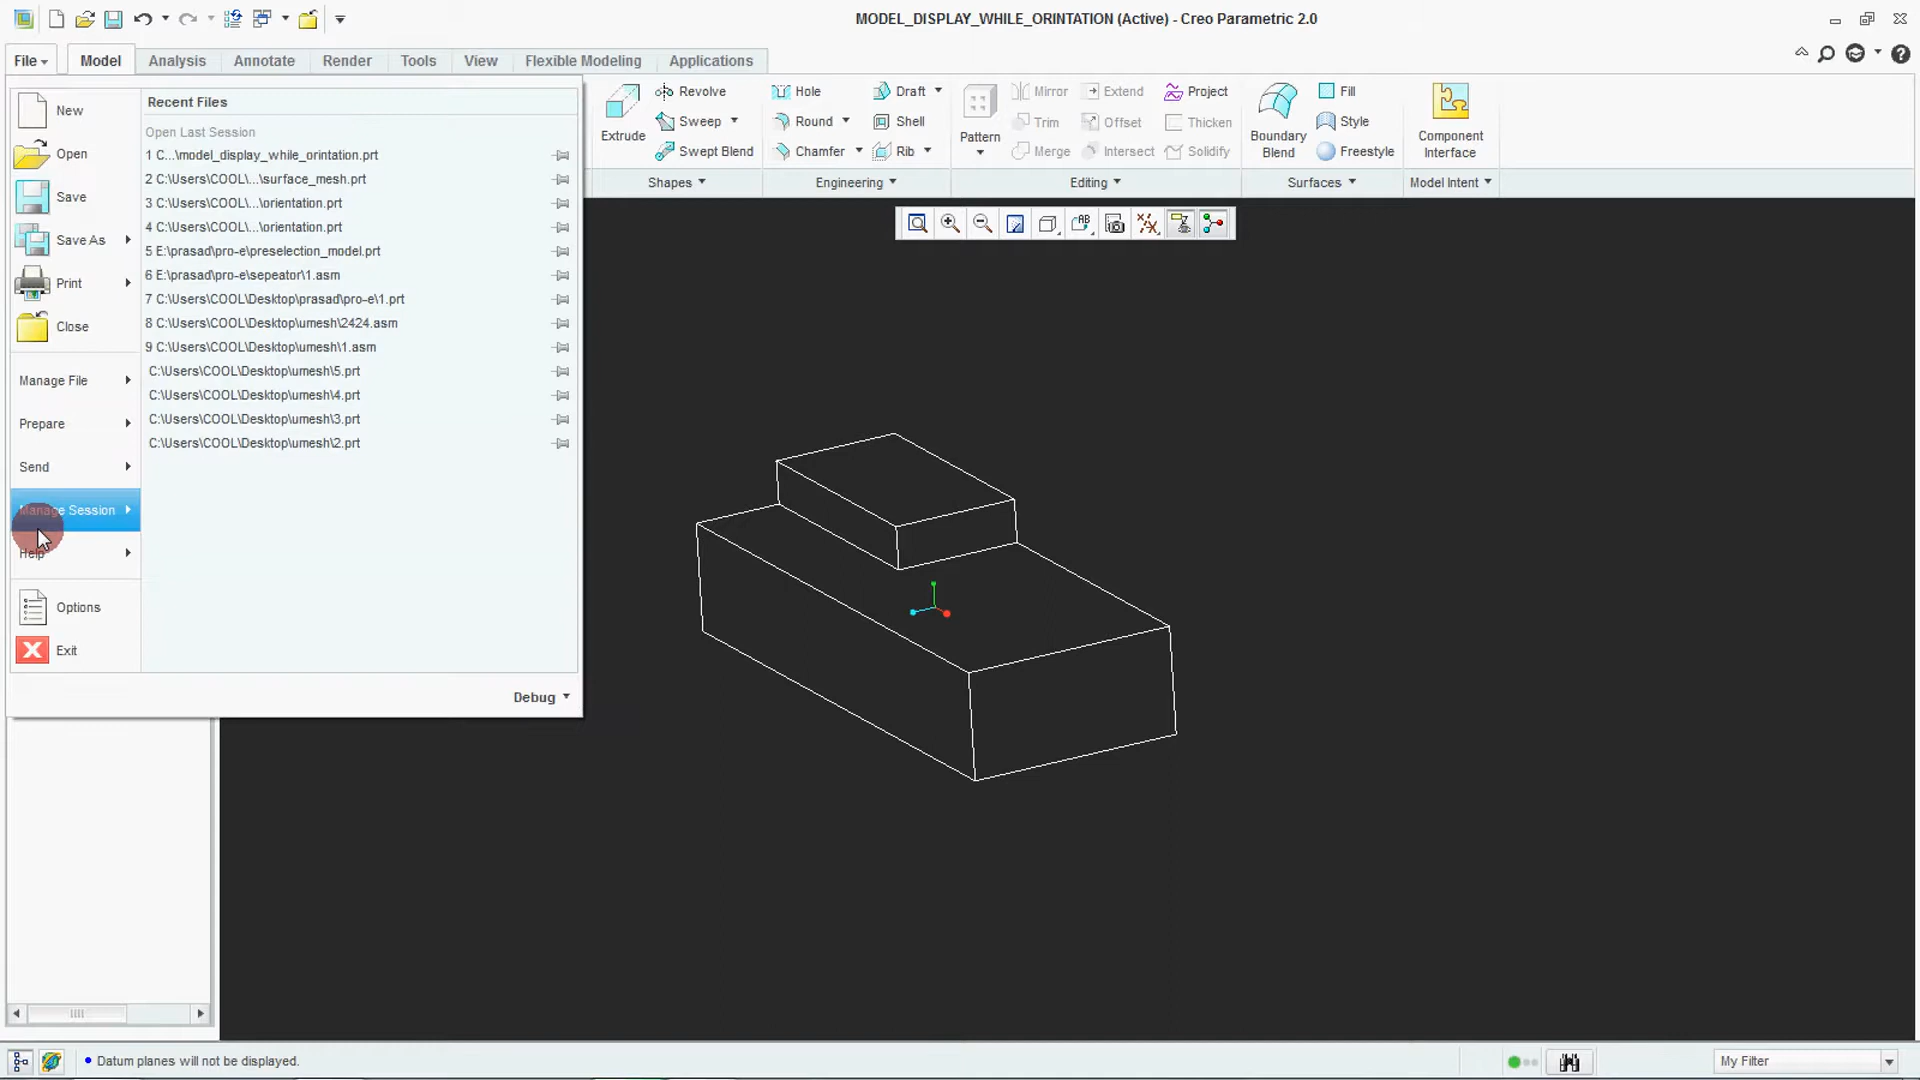 MODEL_DISPLAY_WHILE_ORINTATION (Active) - Creo Parametric 2.0
File Model Analysis Annotate Render Tools View Flexible Modeling Applications
New
Open
Save
Save As
Print
Close
Manage File
Prepare
Send
Manage Session
Help
Options
Exit
Recent Files
Open Last Session
1 C...\model_display_while_orintation.prt
2 C:\Users\COOL\...\surface_mesh.prt
3 C:\Users\COOL\...\orientation.prt
4 C:\Users\COOL\...\orientation.prt
5 E:\prasad\pro-e\preselection_model.prt
6 E:\prasad\pro-e\sepeator\1.asm
7 C:\Users\COOL\Desktop\prasad\pro-e\1.prt
8 C:\Users\COOL\Desktop\umesh\2424.asm
9 C:\Users\COOL\Desktop\umesh\1.asm
C:\Users\COOL\Desktop\umesh\5.prt
C:\Users\COOL\Desktop\umesh\4.prt
C:\Users\COOL\Desktop\umesh\3.prt
C:\Users\COOL\Desktop\umesh\2.prt
Debug
Extrude
Revolve
Sweep
Swept Blend
Shapes
Hole
Round
Chamfer
Draft
Shell
Rib
Engineering
Pattern
Mirror
Trim
Merge
Extend
Offset
Intersect
Project
Thicken
Solidify
Editing
Boundary
Blend
Fill
Style
Freestyle
Surfaces
Component
Interface
Model Intent
AB
Datum planes will not be displayed.
My Filter